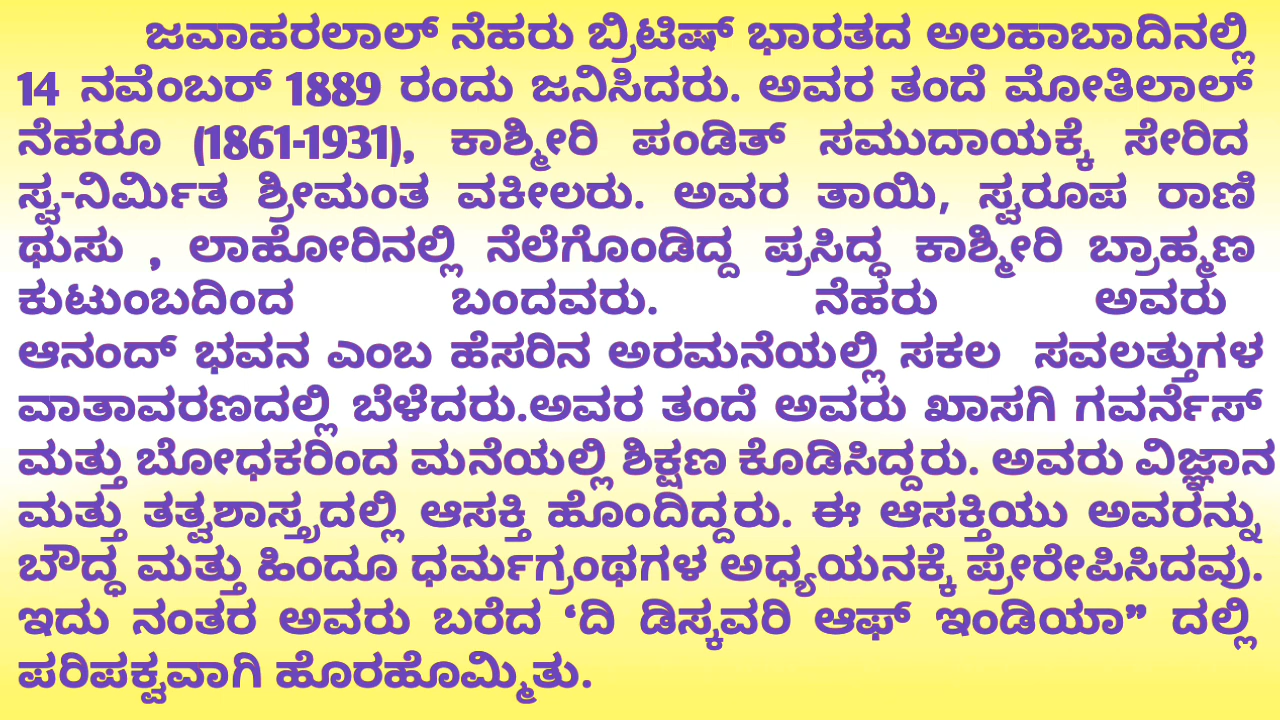 ಜವಾಹರಲಾಲ್ ನೆಹರು ಬ್ರಿಟಿಷ್ ಭಾರತದ ಅಲಹಾಬಾದಿನಲ್ಲಿ
14 ನವೆಂಬರ್ 1889 ರಂದು ಜನಿಸಿದರು. ಅವರ ತಂದೆ ಮೋತಿಲಾಲ್
ನೆಹರೂ (1861-1931), ಕಾಶ್ಮೀರಿ ಪಂಡಿತ್ ಸಮುದಾಯಕ್ಕೆ ಸೇರಿದ
ಸ್ವ-ನಿರ್ಮಿತ ಶ್ರೀಮಂತ ವಕೀಲರು. ಅವರ ತಾಯಿ, ಸ್ವರೂಪ ರಾಣಿ
ಥುಸು , ಲಾಹೋರಿನಲ್ಲಿ ನೆಲೆಗೊಂಡಿದ್ದ ಪ್ರಸಿದ್ಧ ಕಾಶ್ಮೀರಿ ಬ್ರಾಹ್ಮಣ
ಕುಟುಂಬದಿಂದ ಬಂದವರು. ನೆಹರು ಅವರು
ಆನಂದ್ ಭವನ ಎಂಬ ಹೆಸರಿನ ಅರಮನೆಯಲ್ಲಿ ಸಕಲ ಸವಲತ್ತುಗಳ
ವಾತಾವರಣದಲ್ಲಿ ಬೆಳೆದರು.ಅವರ ತಂದೆ ಅವರು ಖಾಸಗಿ ಗವರ್ನೆಸ್
ಮತ್ತು ಬೋಧಕರಿಂದ ಮನೆಯಲ್ಲಿ ಶಿಕ್ಷಣ ಕೊಡಿಸಿದ್ದರು. ಅವರು ವಿಜ್ಞಾನ
ಮತ್ತು ತತ್ವಶಾಸ್ತ್ರದಲ್ಲಿ ಆಸಕ್ತಿ ಹೊಂದಿದ್ದರು. ಈ ಆಸಕ್ತಿಯು ಅವರನ್ನು
ಬೌದ್ಧ ಮತ್ತು ಹಿಂದೂ ಧರ್ಮಗ್ರಂಥಗಳ ಅಧ್ಯಯನಕ್ಕೆ ಪ್ರೇರೇಪಿಸಿದವು.
ಇದು ನಂತರ ಅವರು ಬರೆದ ‘ದಿ ಡಿಸ್ಕವರಿ ಆಫ್ ಇಂಡಿಯಾ” ದಲ್ಲಿ
ಪರಿಪಕ್ವವಾಗಿ ಹೊರಹೊಮ್ಮಿತು.